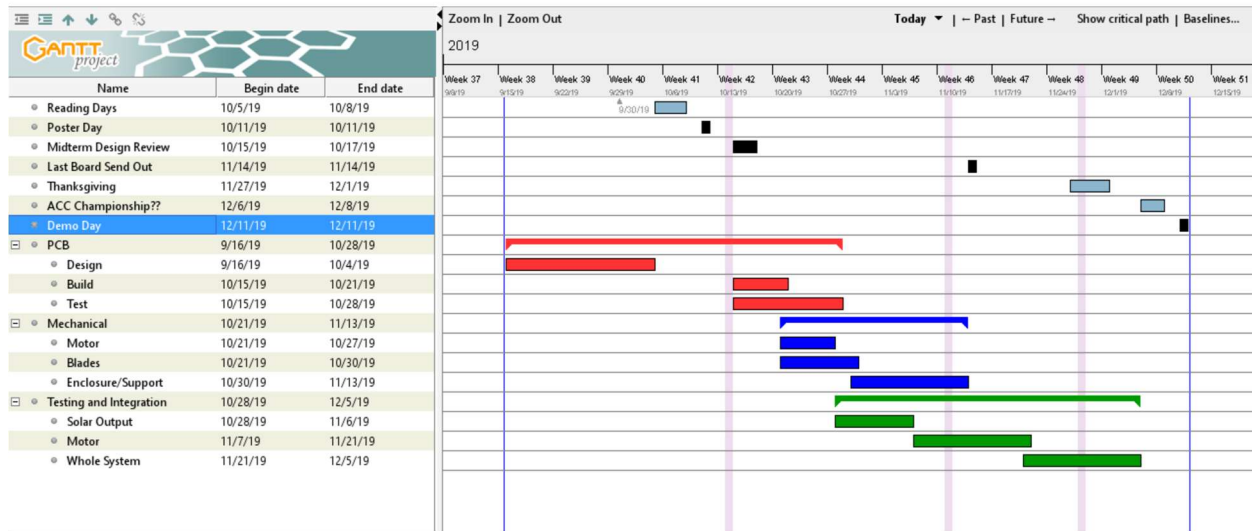 Zoom In | Zoom Out Today ▼ | ← Past | Future → Show critical path | Baselines...
GANTT project
2019
Name Begin date End date
Week 37 Week 38 Week 39 Week 40 Week 41 Week 42 Week 43 Week 44 Week 45 Week 46 Week 47 Week 48 Week 49 Week 50 Week 51
9/8/19 9/15/19 9/22/19 9/29/19 10/6/19 10/13/19 10/20/19 10/27/19 11/3/19 11/10/19 11/17/19 11/24/19 12/1/19 12/8/19 12/15/19
Reading Days 10/5/19 10/8/19 9/30/19
Poster Day 10/11/19 10/11/19
Midterm Design Review 10/15/19 10/17/19
Last Board Send Out 11/14/19 11/14/19
Thanksgiving 11/27/19 12/1/19
ACC Championship?? 12/6/19 12/8/19
Demo Day 12/11/19 12/11/19
PCB 9/16/19 10/28/19
Design 9/16/19 10/4/19
Build 10/15/19 10/21/19
Test 10/15/19 10/28/19
Mechanical 10/21/19 11/13/19
Motor 10/21/19 10/27/19
Blades 10/21/19 10/30/19
Enclosure/Support 10/30/19 11/13/19
Testing and Integration 10/28/19 12/5/19
Solar Output 10/28/19 11/6/19
Motor 11/7/19 11/21/19
Whole System 11/21/19 12/5/19